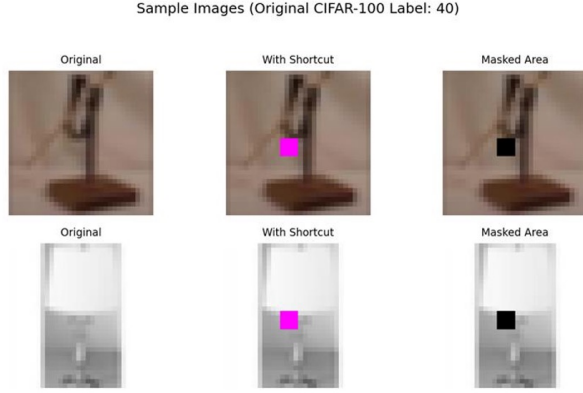 Sample Images (Original CIFAR-100 Label: 40)
Original
With Shortcut
Masked Area
Original
With Shortcut
Masked Area